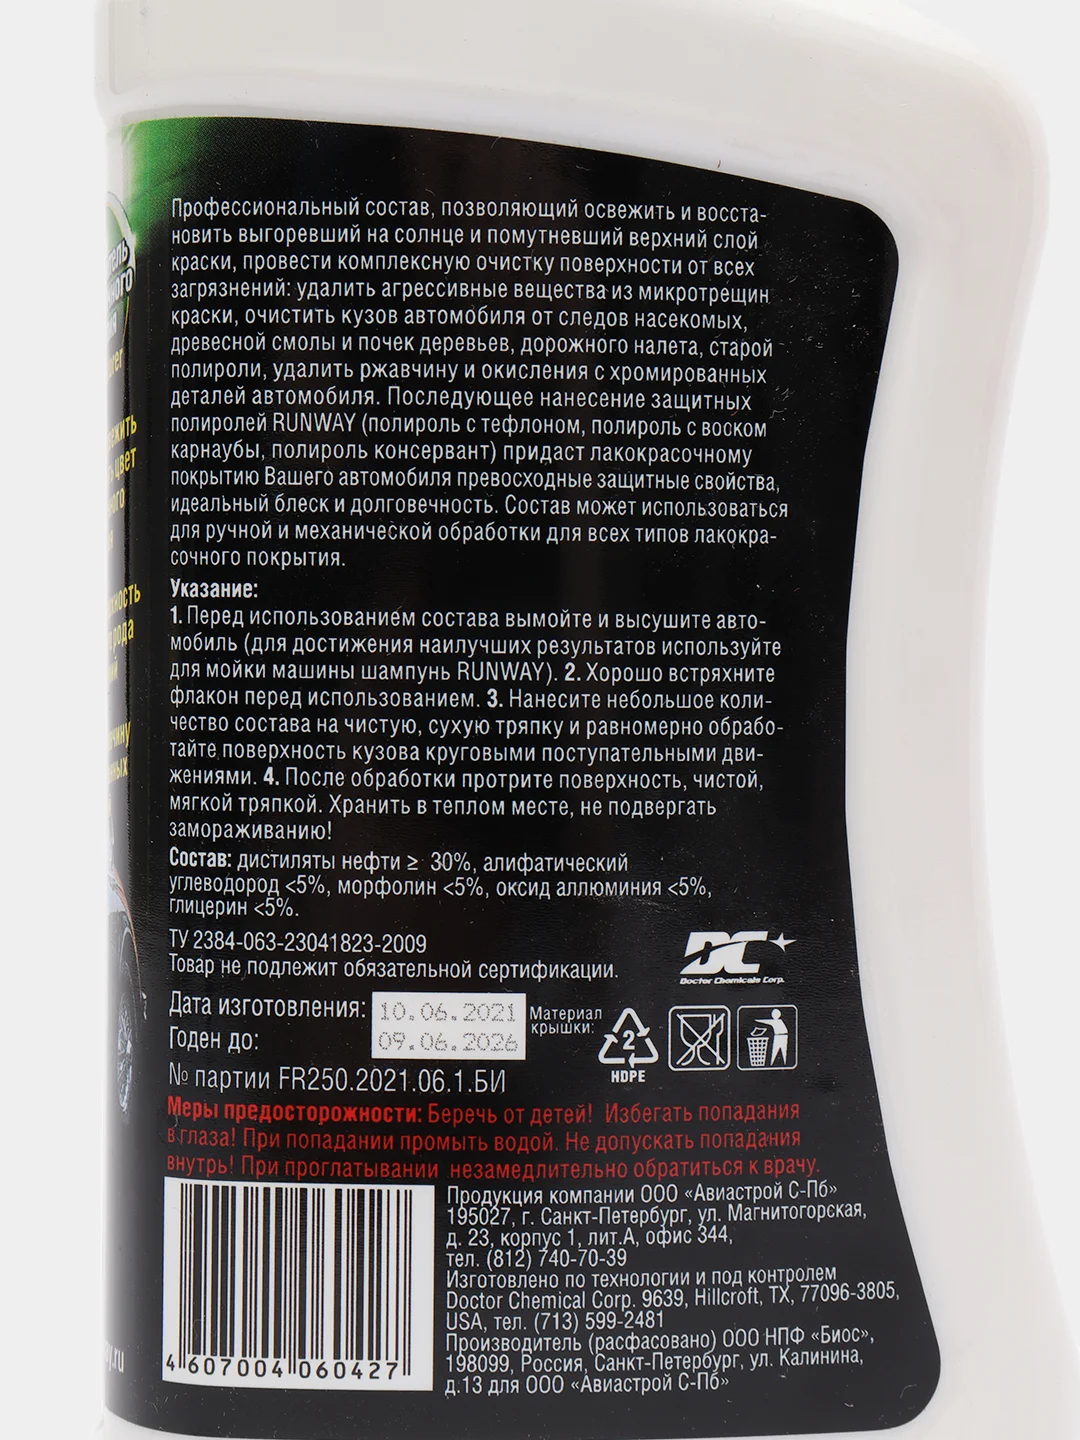 Профессиональный состав, позволяющий освежить и восста-
новить выгоревший на солнце и помутневший верхний слой
краски, провести комплексную очистку поверхности от всех
загрязнений: удалить агрессивные вещества из микротрещин
краски, очистить кузов автомобиля от следов насекомых,
древесной смолы и почек деревьев, дорожного налета, старой
полироли, удалить ржавчину и окисления с хромированных
деталей автомобиля. Последующее нанесение защитных
полиролей RUNWAY (полироль с тефлоном, полироль с воском
карнаубы, полироль консервант) придаст лакокрасочному
покрытию Вашего автомобиля превосходные защитные свойства,
идеальный блеск и долговечность. Состав может использоваться
для ручной и механической обработки для всех типов лакокра-
сочного покрытия.
Указание:
1. Перед использованием состава вымойте и высушите авто-
мобиль (для достижения наилучших результатов используйте
для мойки машины шампунь RUNWAY). 2. Хорошо встряхните
флакон перед использованием. 3. Нанесите небольшое коли-
чество состава на чистую, сухую тряпку и равномерно обрабо-
тайте поверхность кузова круговыми поступательными дви-
жениями. 4. После обработки протрите поверхность, чистой,
мягкой тряпкой. Хранить в теплом месте, не подвергать
замораживанию!
Состав: дистиляты нефти ≥ 30%, алифатический
углеводород <5%, морфолин <5%, оксид аллюминия <5%,
глицерин <5%.
ТУ 2384-063-23041823-2009
Товар не подлежит обязательной сертификации.
DC
Doctor Chemicals Corp.
Дата изготовления: 10.06.2021
Годен до: 09.06.2026
Материал
крышки:
2
HDPE
№ партии FR250.2021.06.1.БИ
Меры предосторожности: Беречь от детей! Избегать попадания
в глаза! При попадании промыть водой. Не допускать попадания
внутрь! При проглатывании незамедлительно обратиться к врачу.
4 607004 060427
Продукция компании ООО «Авиастрой С-Пб»
195027, г. Санкт-Петербург, ул. Магнитогорская,
д. 23, корпус 1, лит.А, офис 344,
тел. (812) 740-70-39
Изготовлено по технологии и под контролем
Doctor Chemical Corp. 9639, Hillcroft, TX, 77096-3805,
USA, тел. (713) 599-2481
Производитель (расфасовано) ООО НПФ «Биос»,
198099, Россия, Санкт-Петербург, ул. Калинина,
д.13 для ООО «Авиастрой С-Пб»